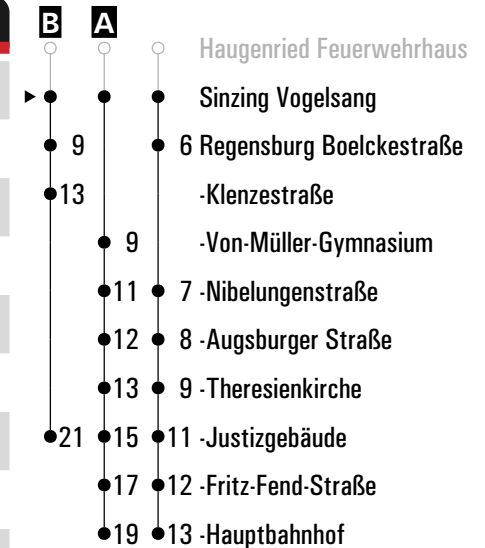 B A
Haugenried Feuerwehrhaus
Sinzing Vogelsang
9 6 Regensburg Boelckestraße
13 -Klenzestraße
9 -Von-Müller-Gymnasium
11 7 -Nibelungenstraße
12 8 -Augsburger Straße
13 9 -Theresienkirche
21 15 11 -Justizgebäude
17 12 -Fritz-Fend-Straße
19 13 -Hauptbahnhof